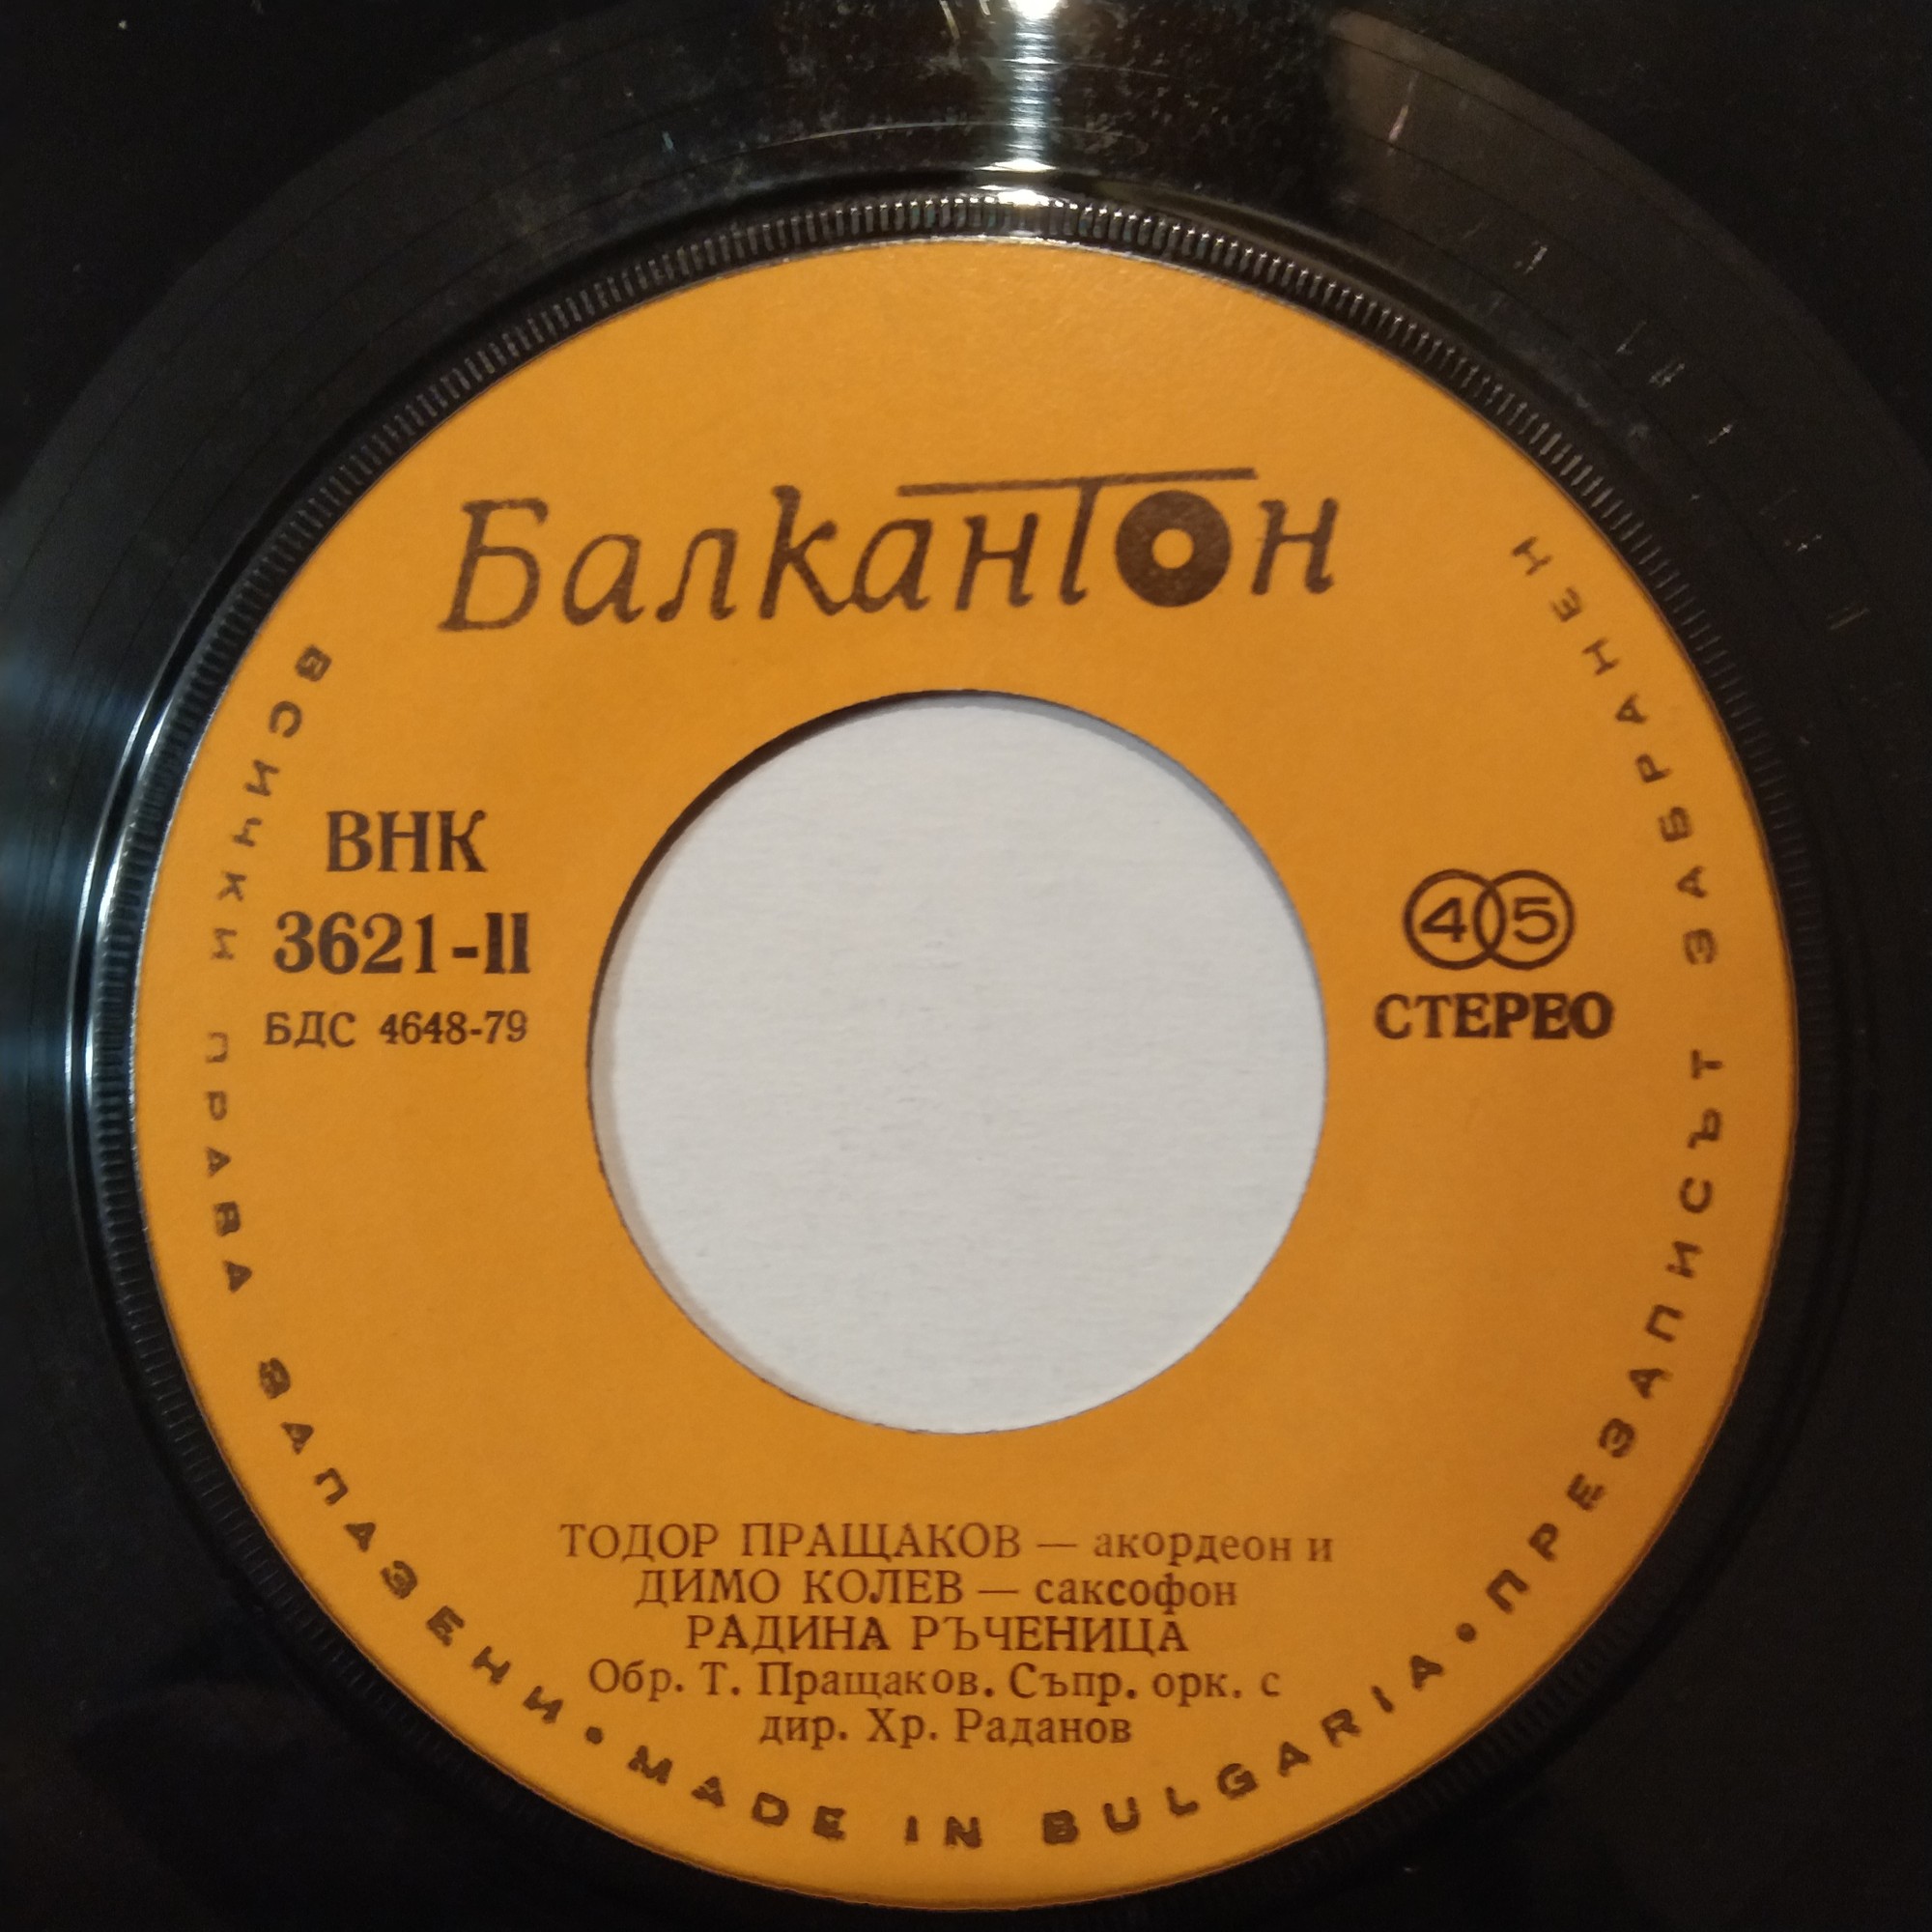 Балкантон
ВНК
3621-II
БДС 4648-79
45
СТЕРЕО
ТОДОР ПРАЩАКОВ — акордеон и
ДИМО КОЛЕВ — саксофон
РАДИНА РЪЧЕНИЦА
Обр. Т. Пращаков. Съпр. орк. с
дир. Хр. Раданов
ВСИЧКИ ПРАВА ЗАПАЗЕНИ • MADE IN BULGARIA • ПРЕЗАПИСЪТ ЗАБРАНЕН